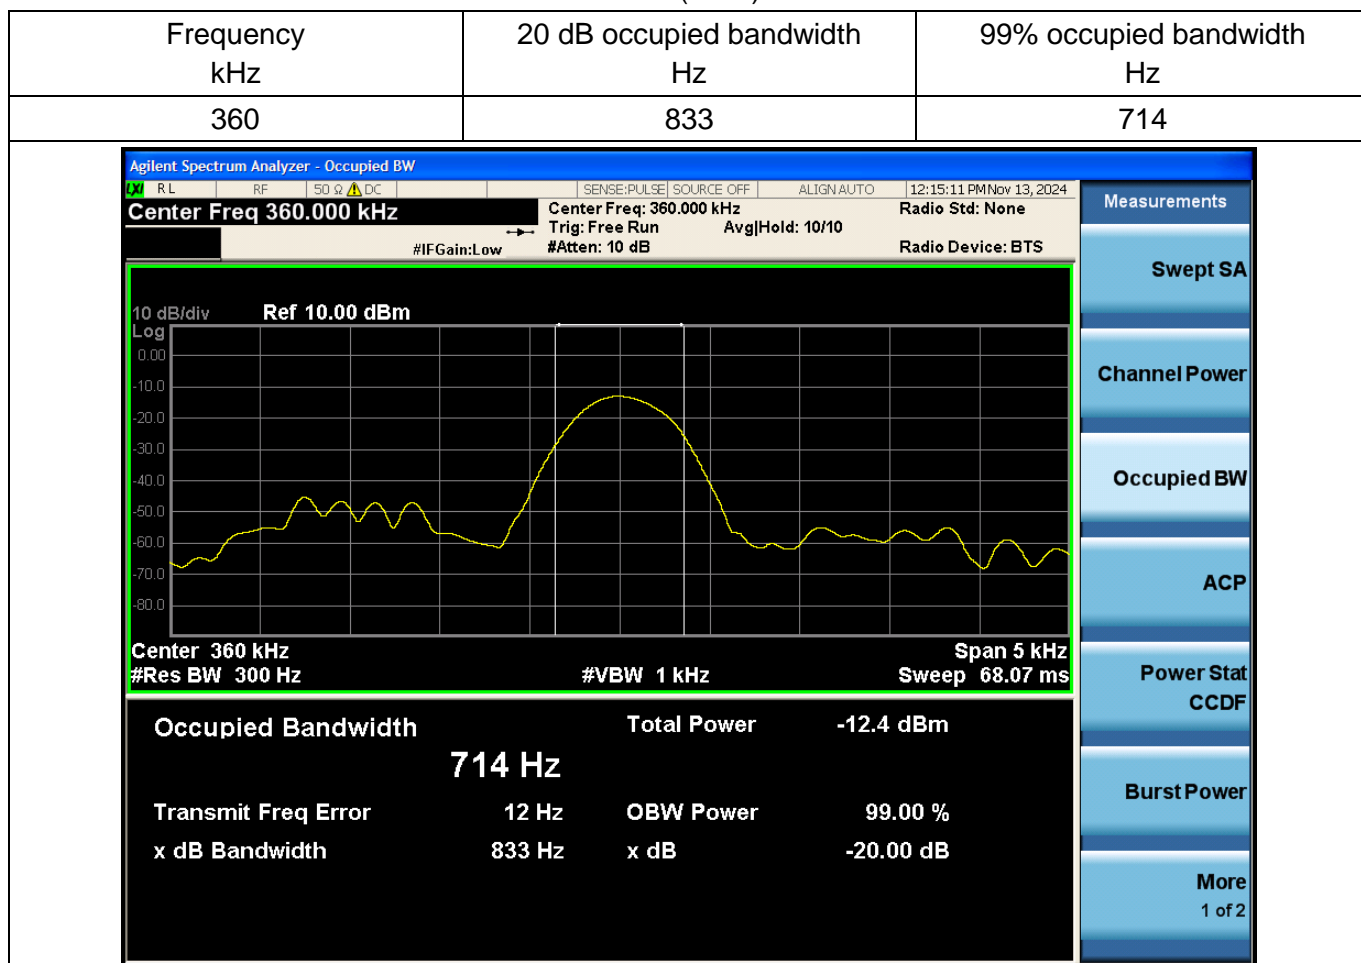 Frequency 20 dB occupied bandwidth 99% occupied bandwidth
kHz Hz Hz
360 833 714
Agilent Spectrum Analyzer - Occupied BW
LXI RL RF 50 Ω DC SENSE:PULSE SOURCE OFF ALIGN AUTO 12:15:11 PM Nov 13, 2024
Center Freq 360.000 kHz Center Freq: 360.000 kHz Radio Std: None
Trig: Free Run Avg|Hold: 10/10
#IFGain:Low #Atten: 10 dB Radio Device: BTS
Measurements
Swept SA
Channel Power
Occupied BW
ACP
Power Stat
CCDF
Burst Power
More
1 of 2
10 dB/div Ref 10.00 dBm
Log
0.00
-10.0
-20.0
-30.0
-40.0
-50.0
-60.0
-70.0
-80.0
Center 360 kHz Span 5 kHz
#Res BW 300 Hz #VBW 1 kHz Sweep 68.07 ms
Occupied Bandwidth Total Power -12.4 dBm
714 Hz
Transmit Freq Error 12 Hz OBW Power 99.00 %
x dB Bandwidth 833 Hz x dB -20.00 dB